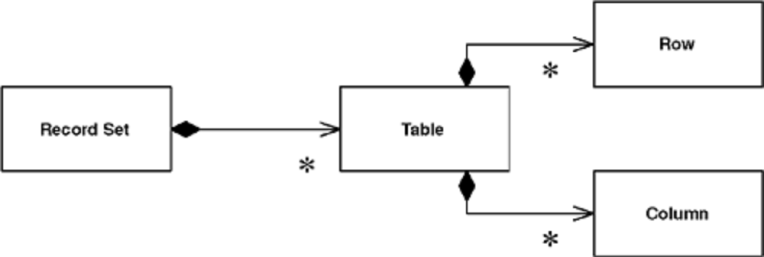 Row
*
Record Set
Table
*
Column
*